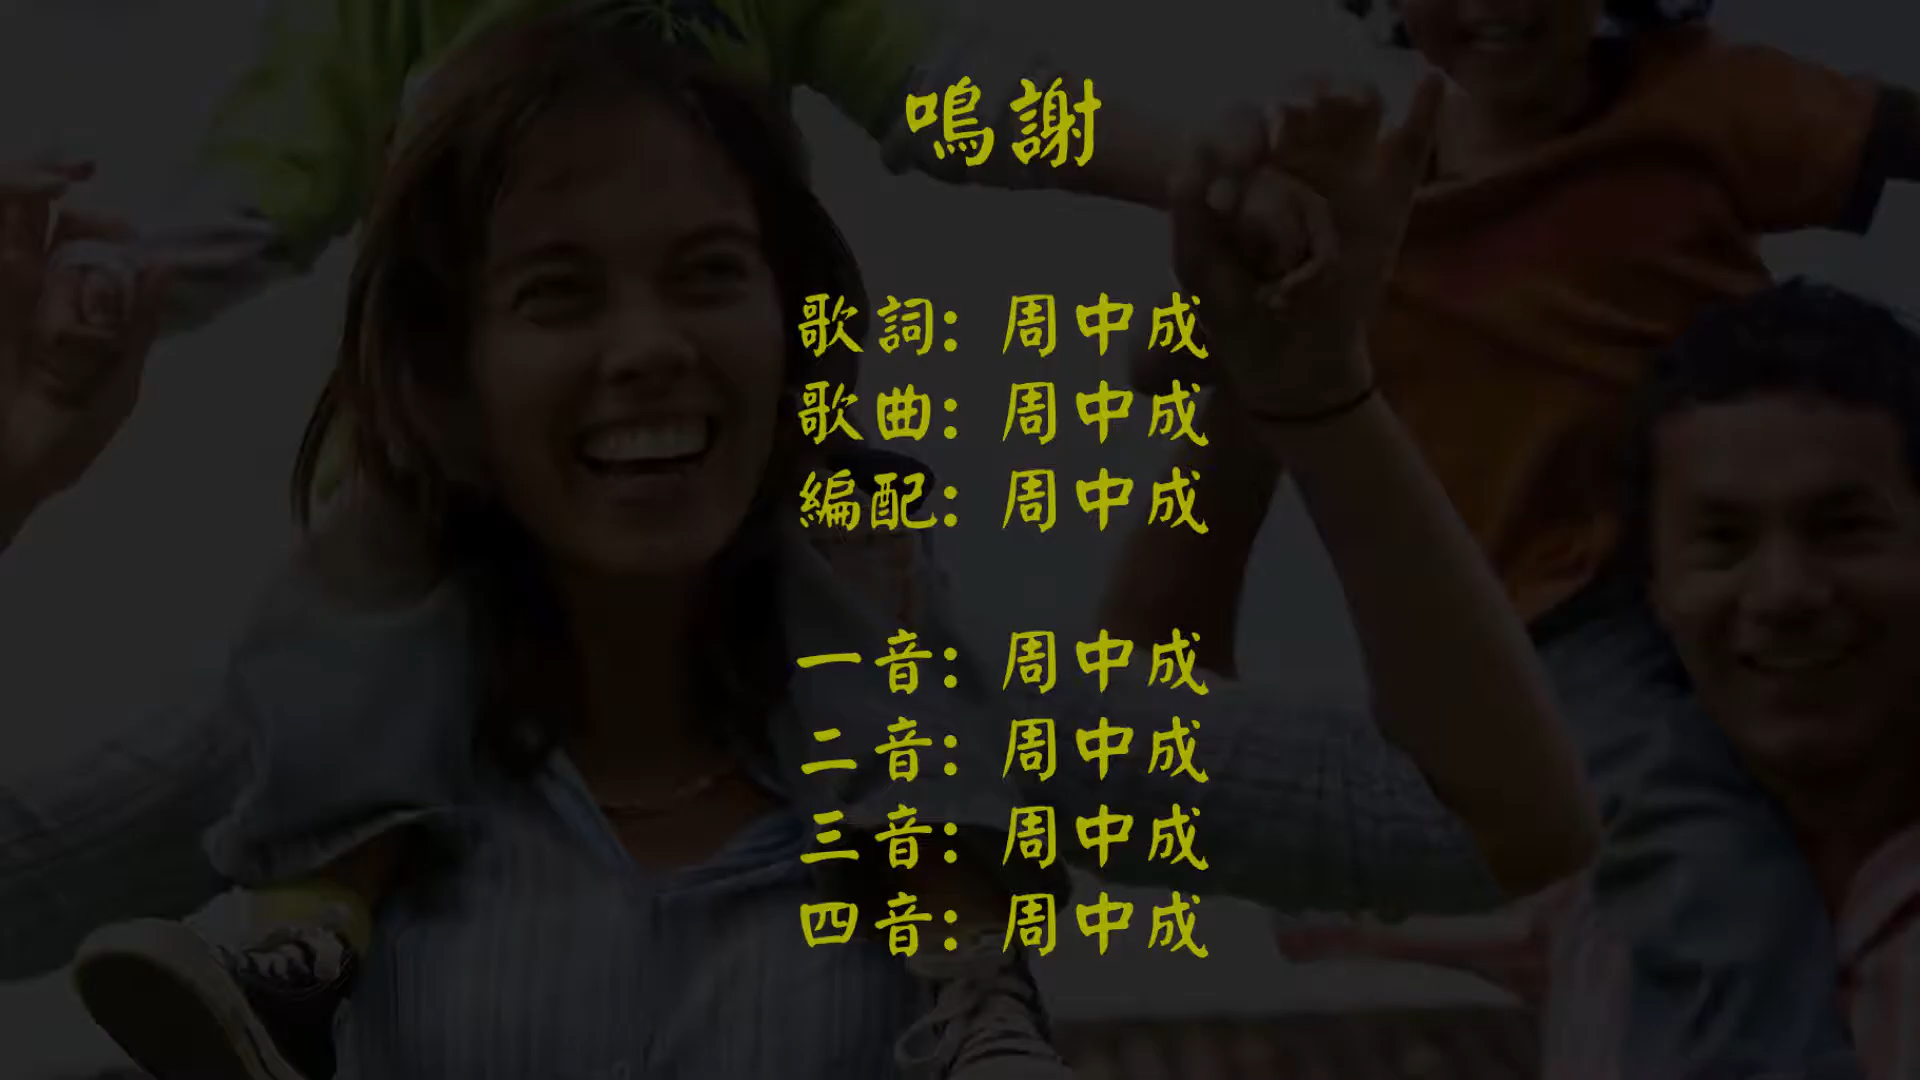 嗚謝
歌詞: 周中成
歌曲: 周中成
編配: 周中成
一音: 周中成
二音: 周中成
三音: 周中成
四音: 周中成